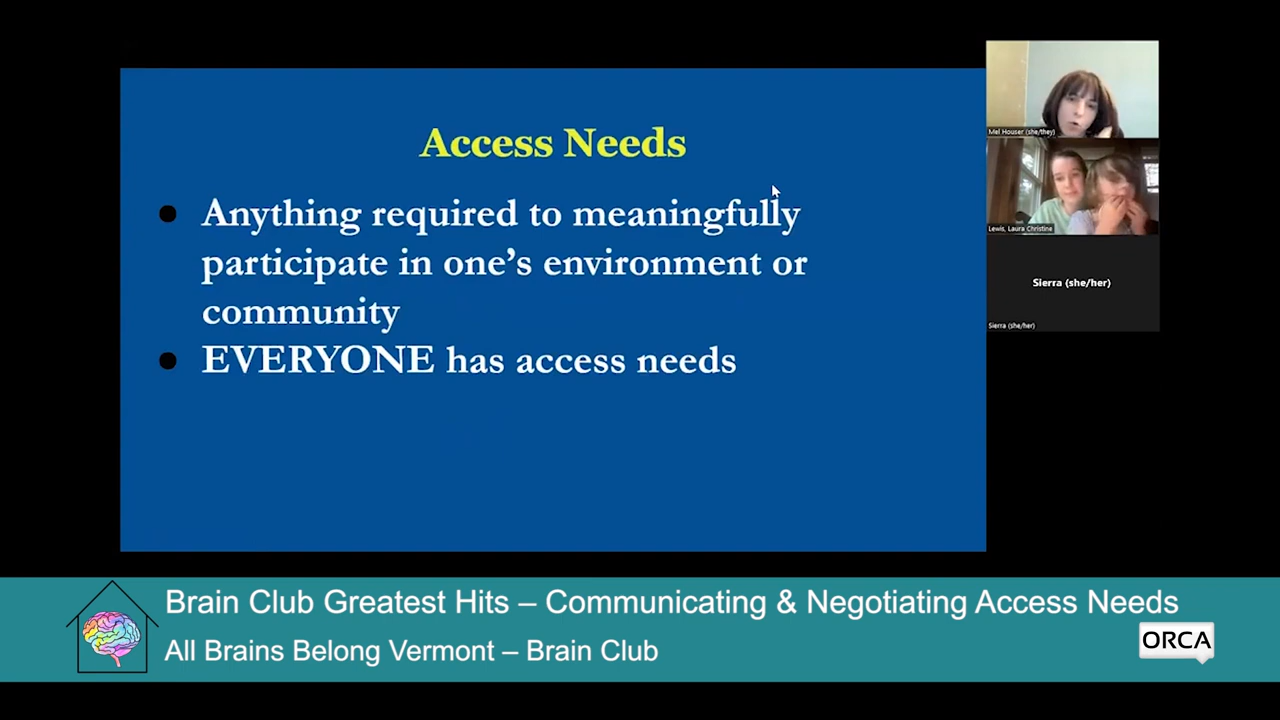 Access Needs
● Anything required to meaningfully
participate in one’s environment or
community
● EVERYONE has access needs
Mel Houser (she/they)
Lewis, Laura Christine
Sierra (she/her)
Sierra (she/her)
Brain Club Greatest Hits – Communicating & Negotiating Access Needs
All Brains Belong Vermont – Brain Club
ORCA